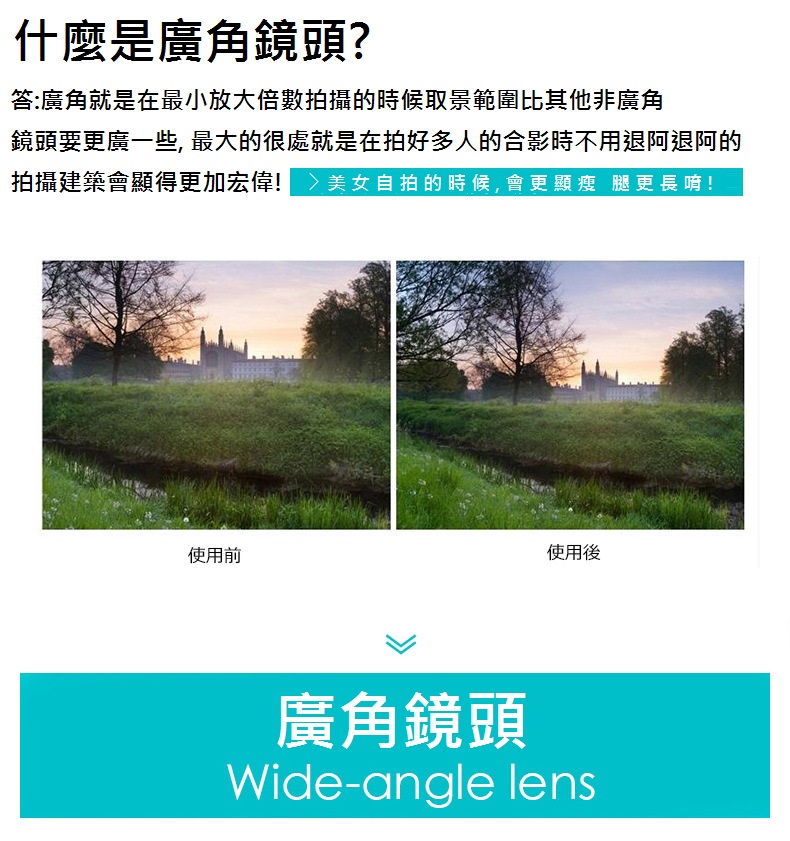 什麼是廣角鏡頭?
答:廣角就是在最小放大倍數拍攝的時候取景範圍比其他非廣角
鏡頭要更廣一些, 最大的很處就是在拍好多人的合影時不用退阿退阿的
拍攝建築會顯得更加宏偉! >美女自拍的時候,會更顯瘦 腿更長唷!
使用前
使用後
廣角鏡頭
Wide-angle lens